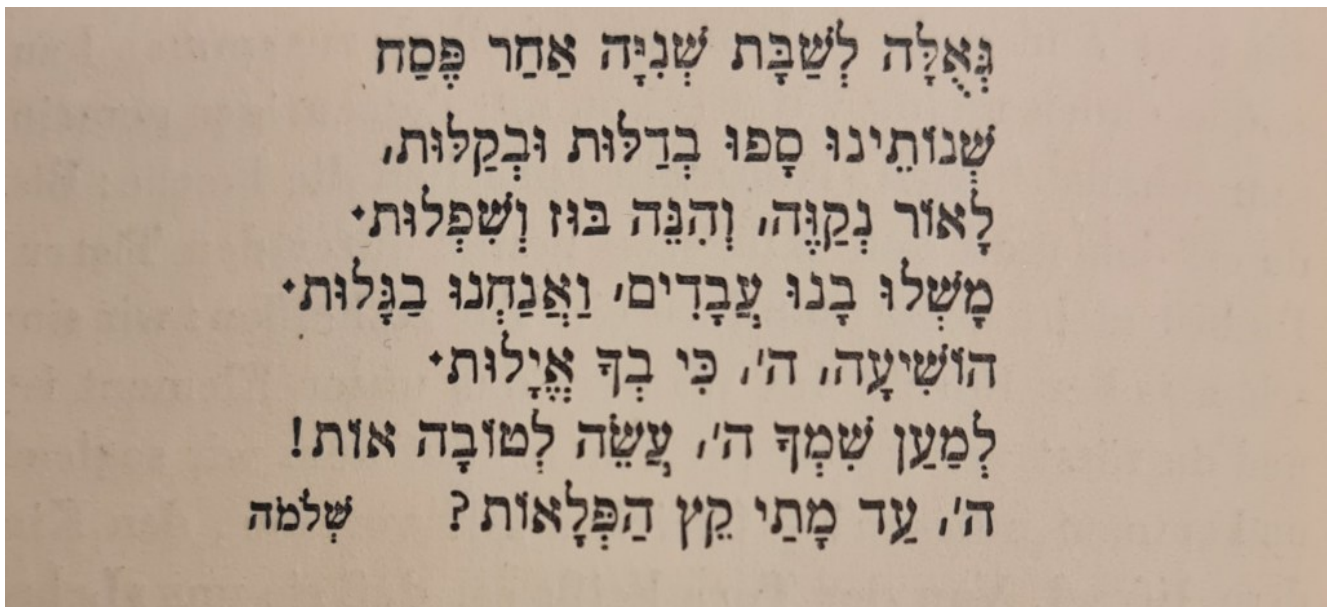 גְּאֻלָּה לְשַׁבָּת שְׁנִיָּה אַחַר פֶּסַח
שְׁנוֹתֵינוּ סָפוּ בְדַלּוּת וּבְקַלּוּת,
לָאוֹר נְקַוֶּה, וְהִנֵּה בּוּז וְשִׁפְלוּת.
מָשְׁלוּ בָנוּ עֲבָדִים, וַאֲנַחְנוּ בַגָּלוּת.
הוֹשִׁיעָה, ה', כִּי בְךָ אֱיָלוּת.
לְמַעַן שִׁמְךָ ה', עֲשֵׂה לְטוֹבָה אוֹת!
ה', עַד מָתַי קֵץ הַפְּלָאוֹת? שְׁלֹמֹה